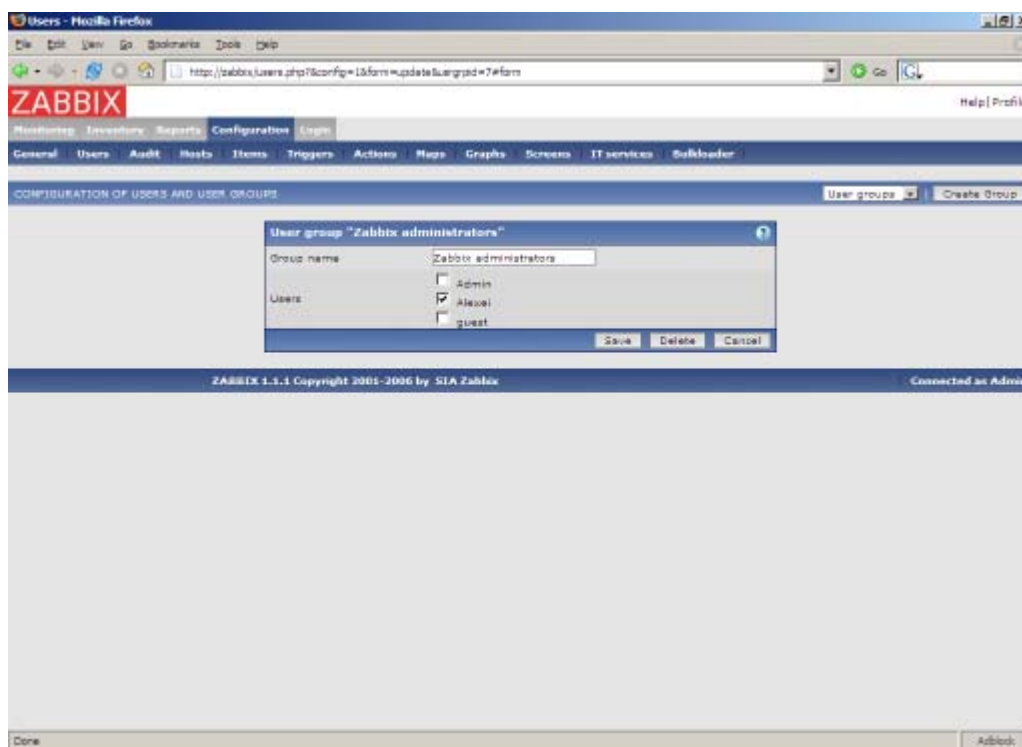 Users - Mozilla Firefox
File Edit View Go Bookmarks Tools Help
http://zabbix/users.php?&config=1&form=update&usrgrpid=7#form Go
ZABBIX
Help | Profil
Monitoring Inventory Reports Configuration Login
General Users Audit Hosts Items Triggers Actions Maps Graphs Screens IT services Bulkloader
CONFIGURATION OF USERS AND USER GROUPS User groups Create Group
User group "Zabbix administrators"
Group name Zabbix administrators
Admin
Users
Alexei
guest
Save Delete Cancel
ZABBIX 1.1.1 Copyright 2001-2006 by SIA Zabbix Connected as Admi
Done Adblock